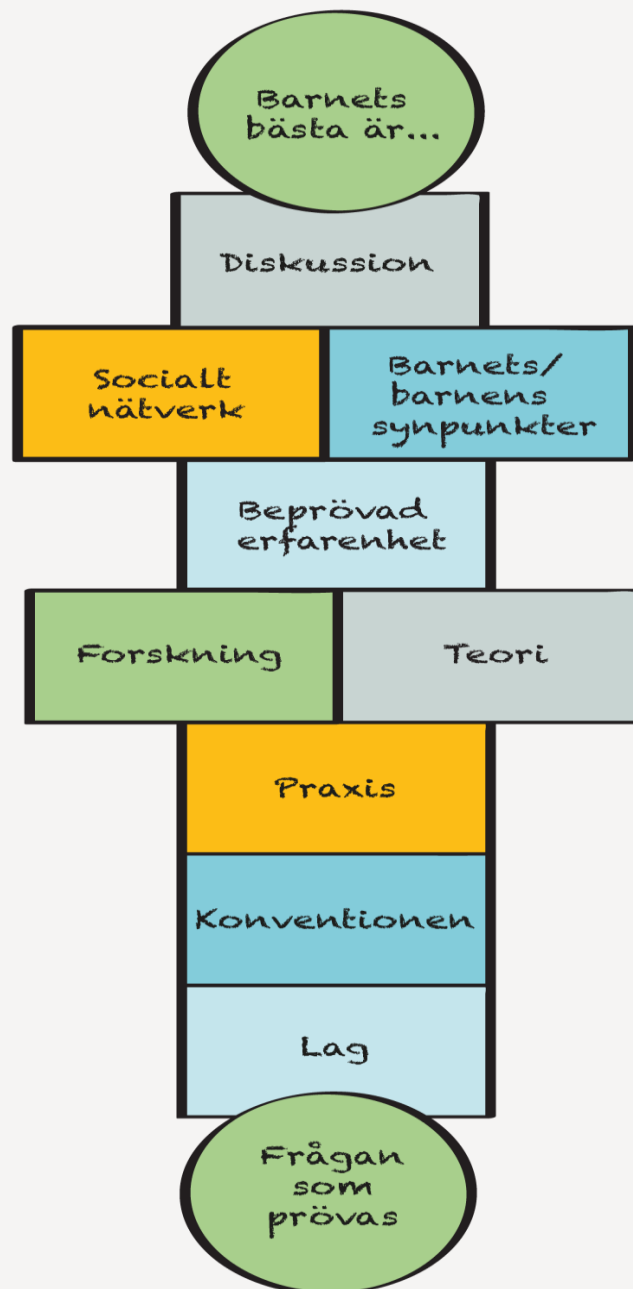 Barnets
bästa är...
Diskussion
Socialt
nätverk
Barnets/
barnens
synpunkter
Beprövad
erfarenhet
Forskning
Teori
Praxis
Konventionen
Lag
Frågan
som
prövas